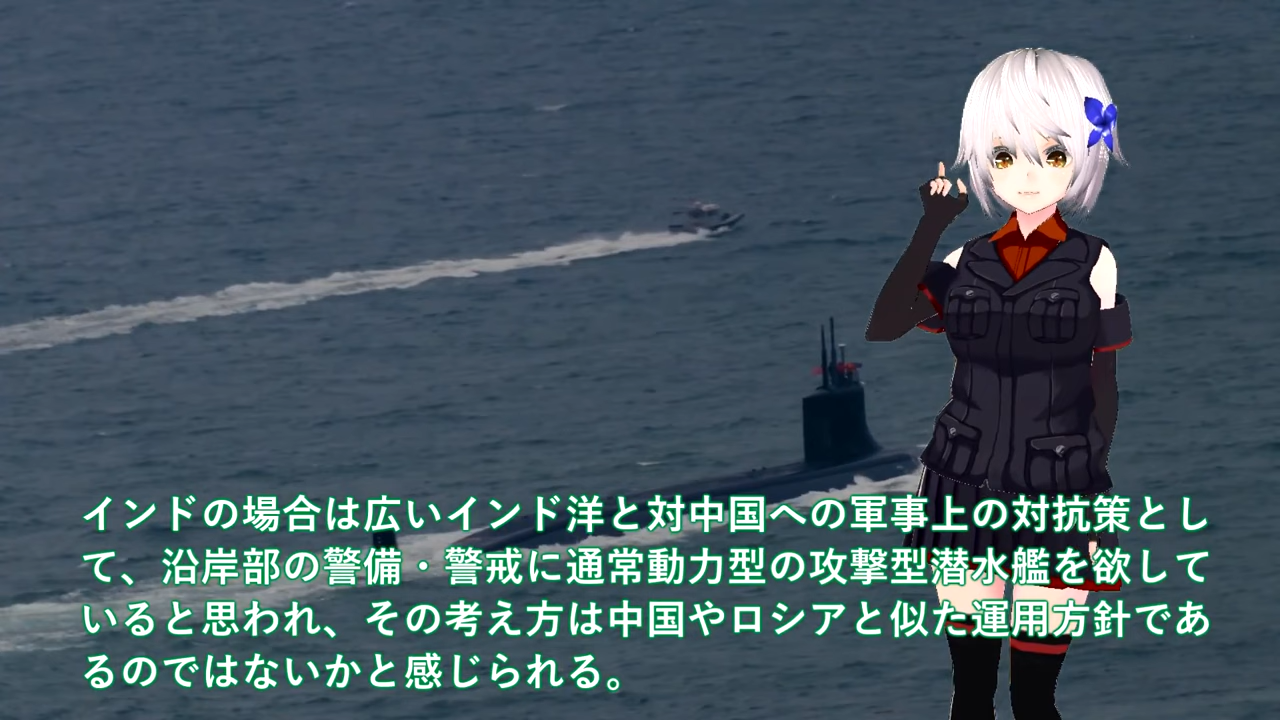 インドの場合は広いインド洋と対中国への軍事上の対抗策とし
て、沿岸部の警備・警戒に通常動力型の攻撃型潜水艦を欲して
いると思われ、その考え方は中国やロシアと似た運用方針であ
るのではないかと感じられる。